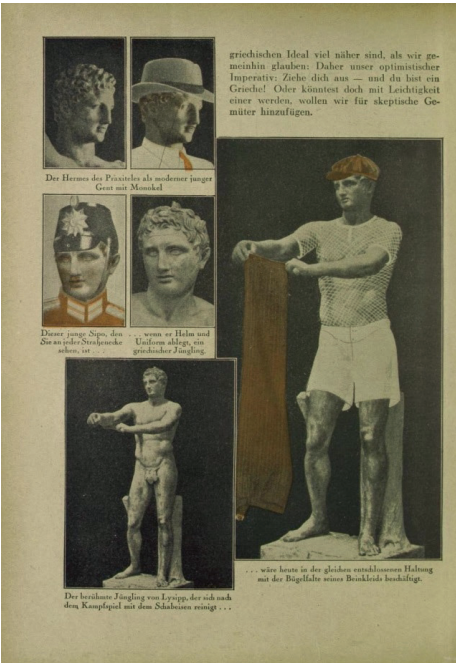 griechischen Ideal viel näher sind, als wir ge-
meinhin glauben: Daher unser optimistischer
Imperativ: Ziehe dich aus — und du bist ein
Grieche! Oder könntest doch mit Leichtigkeit
einer werden, wollen wir für skeptische Ge-
müter hinzufügen.
Der Hermes des Praxiteles als moderner junger
Gent mit Monokel
Dieser junge Sipo, den
Sie an jeder Straßenecke
sehen, ist . . .
. . . wenn er Helm und
Uniform ablegt, ein
griechischer Jüngling.
Der berühmte Jüngling von Lysipp, der sich nach
dem Kampfspiel mit dem Schabeisen reinigt . . .
. . . wäre heute in der gleichen entschlossenen Haltung
mit der Bügelfalte seines Beinkleids beschäftigt.